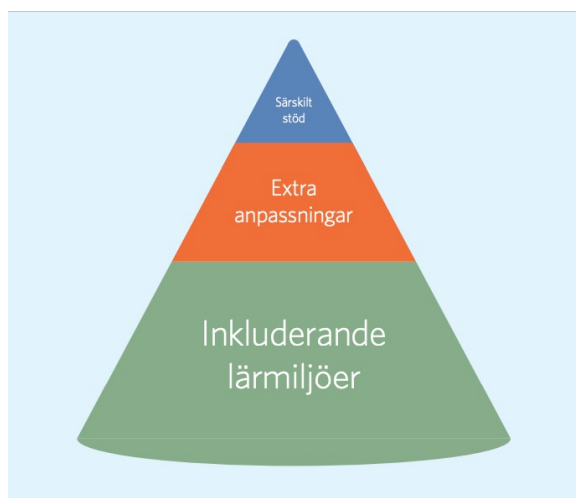 Särskilt
stöd
Extra
anpassningar
Inkluderande
lärmiljöer